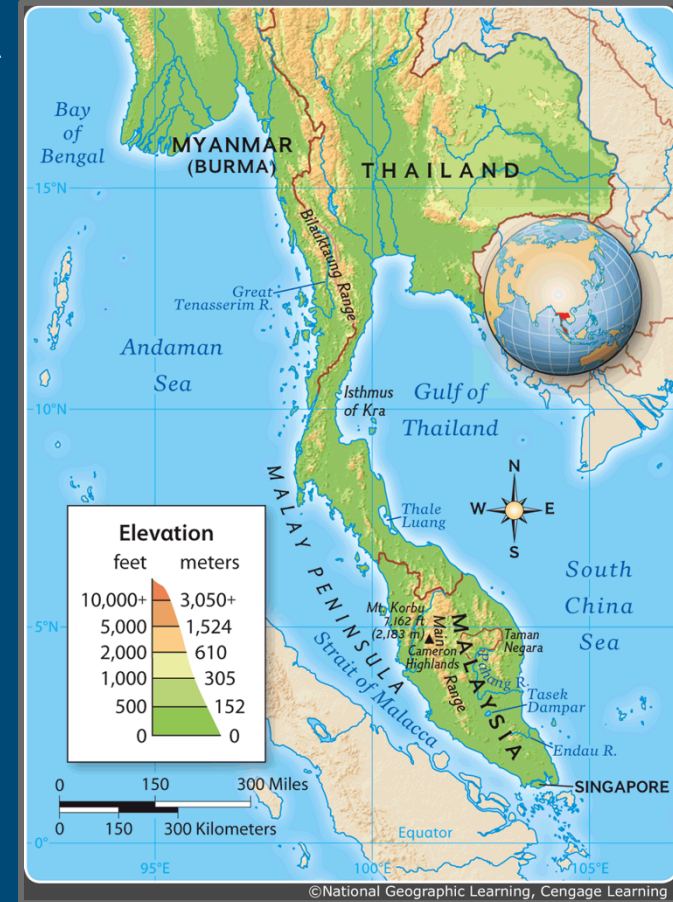 Bay
of
Bengal
MYANMAR
(BURMA)
THAILAND
15°N
Bilauktaung Range
Great
Tenasserim R.
Andaman
Sea
Isthmus
of Kra
Gulf of
Thailand
10°N
N
W
E
S
MALAY PENINSULA
Thale
Luang
South
China
Sea
Elevation
feet meters
10,000+ 3,050+
5,000 1,524
2,000 610
1,000 305
500 152
0 0
5°N
Mt. Korbu
7,162 ft
(2,183 m)
Main Range
Cameron
Highlands
MALAYSIA
Taman
Negara
Pahang R.
Tasek
Dampar
Strait of Malacca
Endau R.
SINGAPORE
0 150 300 Miles
0 150 300 Kilometers
Equator
0°
95°E
100°E
105°E
©National Geographic Learning, Cengage Learning